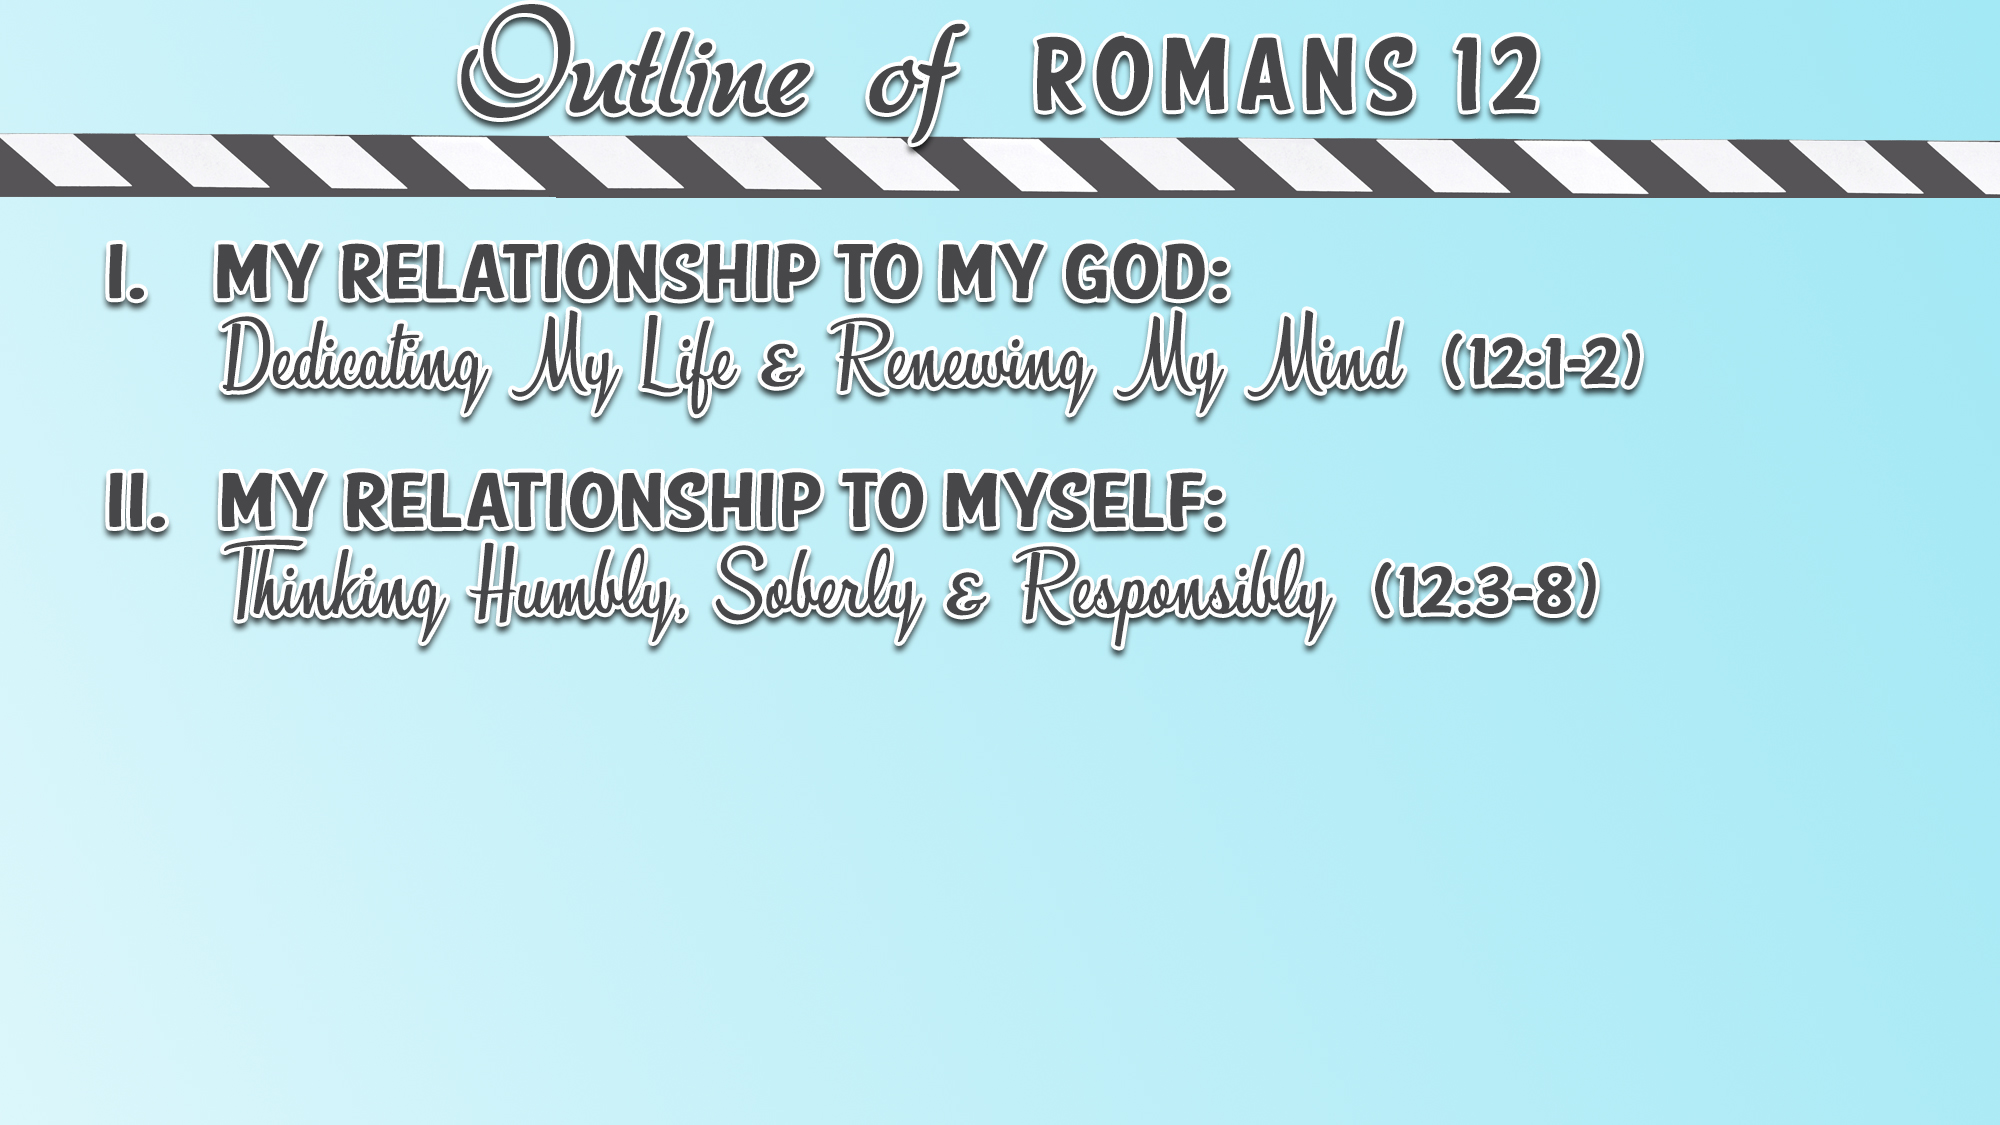 Outline of ROMANS 12
I. MY RELATIONSHIP TO MY GOD:
Dedicating My Life & Renewing My Mind (12:1-2)
II. MY RELATIONSHIP TO MYSELF:
Thinking Humbly, Soberly & Responsibly (12:3-8)